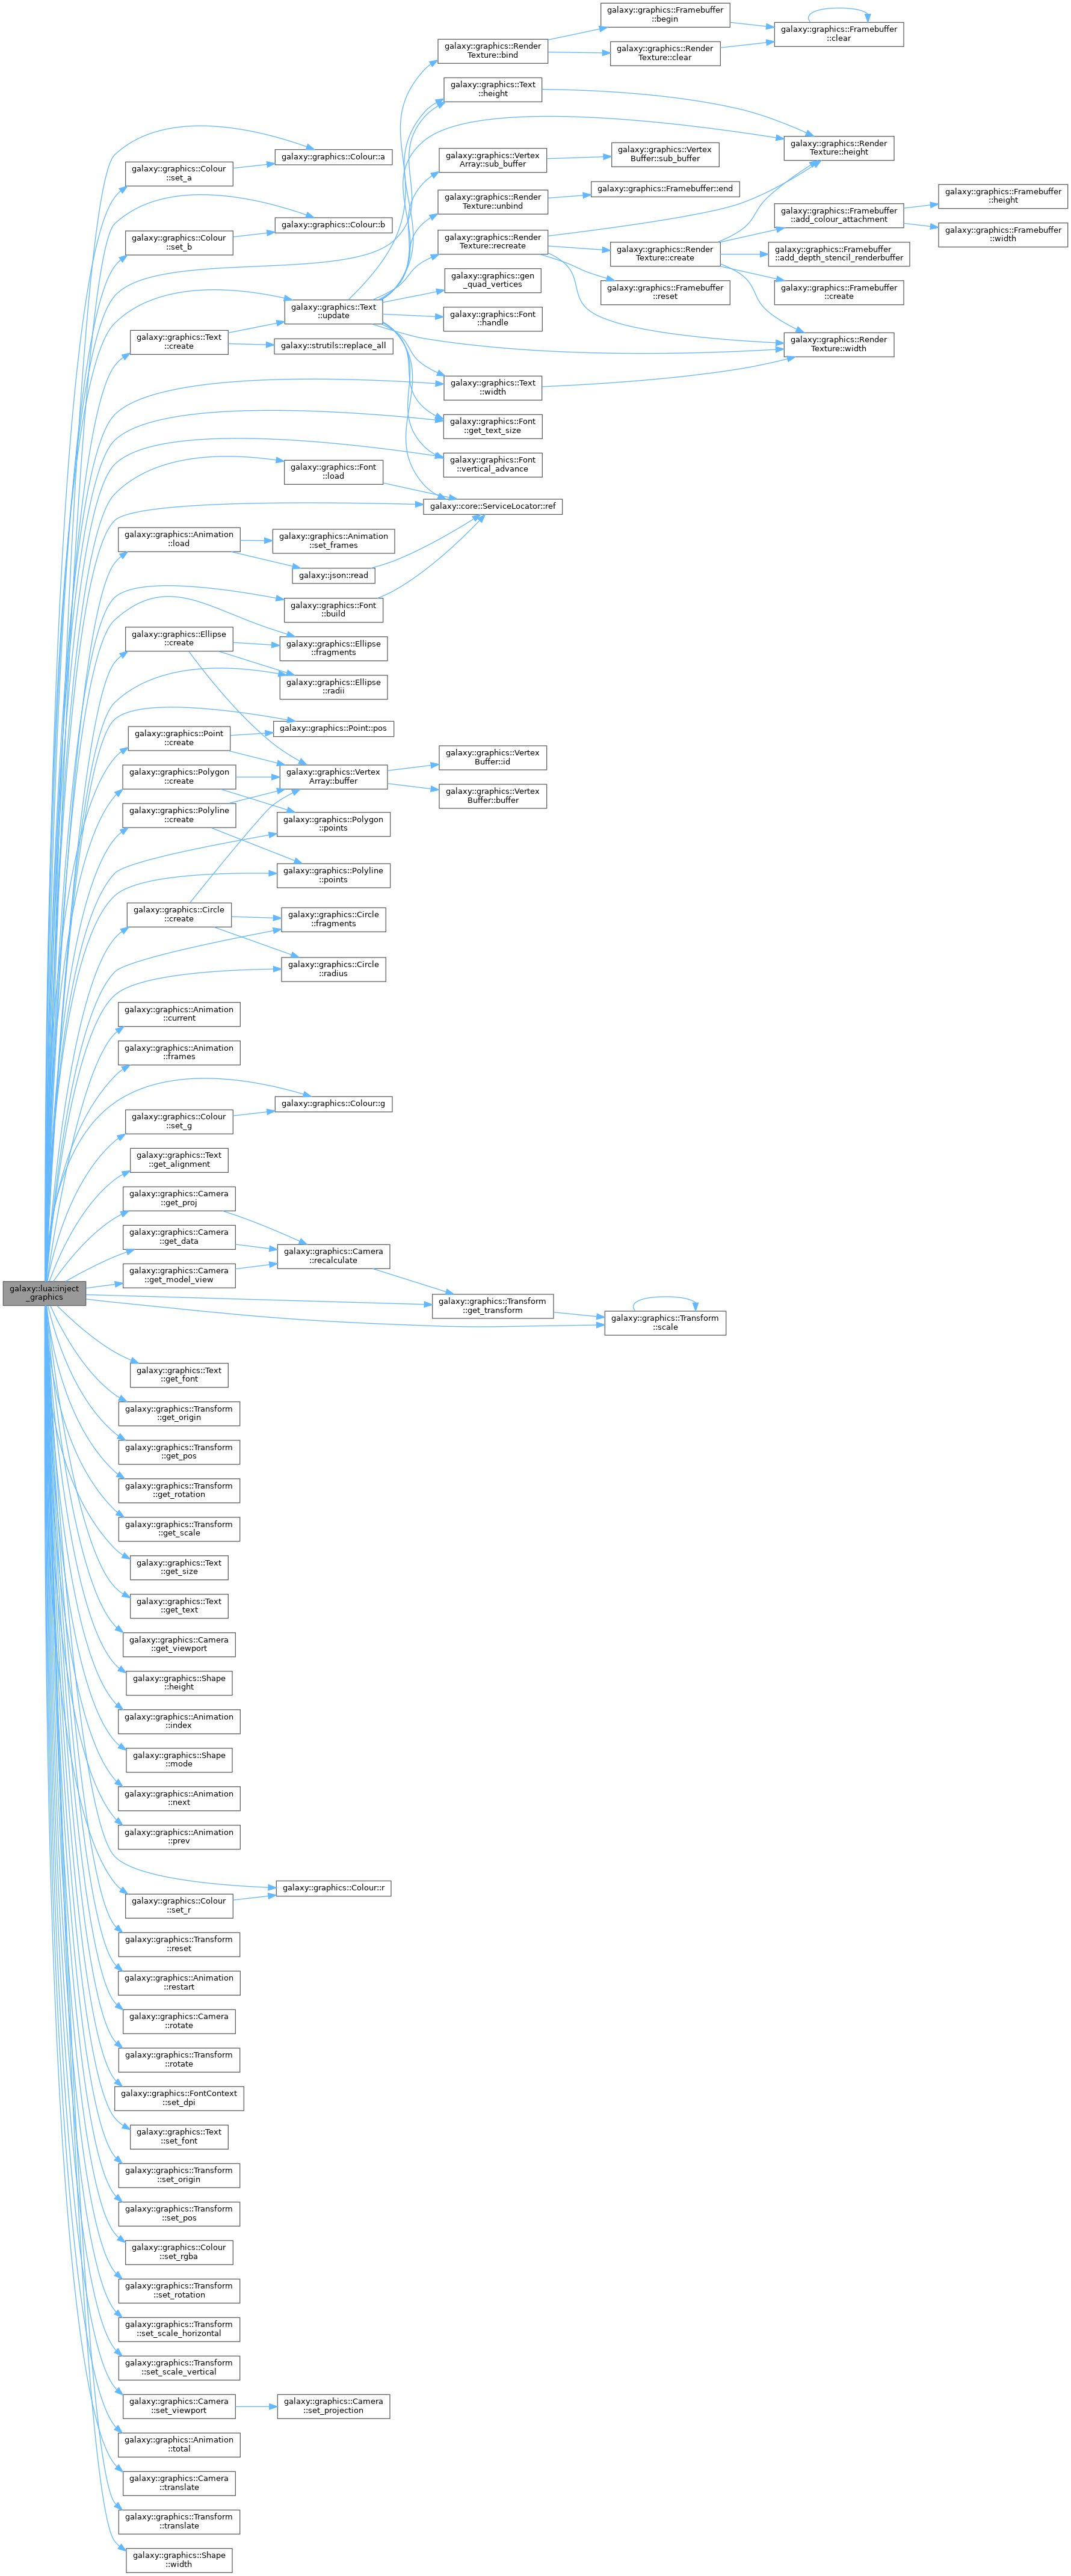 galaxy::graphics::Framebuffer
::begin
galaxy::graphics::Framebuffer
::clear
galaxy::graphics::Render
Texture::bind
galaxy::graphics::Render
Texture::clear
galaxy::graphics::Text
::height
galaxy::graphics::Render
Texture::height
galaxy::graphics::Colour::a
galaxy::graphics::Vertex
Array::sub_buffer
galaxy::graphics::Vertex
Buffer::sub_buffer
galaxy::graphics::Colour
::set_a
galaxy::graphics::Render
Texture::unbind
galaxy::graphics::Framebuffer::end
galaxy::graphics::Framebuffer
::height
galaxy::graphics::Framebuffer
::add_colour_attachment
galaxy::graphics::Colour::b
galaxy::graphics::Framebuffer
::width
galaxy::graphics::Colour
::set_b
galaxy::graphics::Render
Texture::recreate
galaxy::graphics::Render
Texture::create
galaxy::graphics::Framebuffer
::add_depth_stencil_renderbuffer
galaxy::graphics::gen
_quad_vertices
galaxy::graphics::Framebuffer
::reset
galaxy::graphics::Framebuffer
::create
galaxy::graphics::Text
::update
galaxy::graphics::Font
::handle
galaxy::graphics::Text
::create
galaxy::strutils::replace_all
galaxy::graphics::Render
Texture::width
galaxy::graphics::Text
::width
galaxy::graphics::Font
::get_text_size
galaxy::graphics::Font
::vertical_advance
galaxy::graphics::Font
::load
galaxy::core::ServiceLocator::ref
galaxy::graphics::Animation
::load
galaxy::graphics::Animation
::set_frames
galaxy::json::read
galaxy::graphics::Font
::build
galaxy::graphics::Ellipse
::create
galaxy::graphics::Ellipse
::fragments
galaxy::graphics::Ellipse
::radii
galaxy::graphics::Point::pos
galaxy::graphics::Point
::create
galaxy::graphics::Vertex
Buffer::id
galaxy::graphics::Polygon
::create
galaxy::graphics::Vertex
Array::buffer
galaxy::graphics::Vertex
Buffer::buffer
galaxy::graphics::Polyline
::create
galaxy::graphics::Polygon
::points
galaxy::graphics::Polyline
::points
galaxy::graphics::Circle
::create
galaxy::graphics::Circle
::fragments
galaxy::graphics::Circle
::radius
galaxy::graphics::Animation
::current
galaxy::graphics::Animation
::frames
galaxy::graphics::Colour::g
galaxy::graphics::Colour
::set_g
galaxy::graphics::Text
::get_alignment
galaxy::graphics::Camera
::get_proj
galaxy::graphics::Camera
::get_data
galaxy::graphics::Camera
::recalculate
galaxy::graphics::Camera
::get_model_view
galaxy::lua::inject
_graphics
galaxy::graphics::Transform
::get_transform
galaxy::graphics::Transform
::scale
galaxy::graphics::Text
::get_font
galaxy::graphics::Transform
::get_origin
galaxy::graphics::Transform
::get_pos
galaxy::graphics::Transform
::get_rotation
galaxy::graphics::Transform
::get_scale
galaxy::graphics::Text
::get_size
galaxy::graphics::Text
::get_text
galaxy::graphics::Camera
::get_viewport
galaxy::graphics::Shape
::height
galaxy::graphics::Animation
::index
galaxy::graphics::Shape
::mode
galaxy::graphics::Animation
::next
galaxy::graphics::Animation
::prev
galaxy::graphics::Colour::r
galaxy::graphics::Colour
::set_r
galaxy::graphics::Transform
::reset
galaxy::graphics::Animation
::restart
galaxy::graphics::Camera
::rotate
galaxy::graphics::Transform
::rotate
galaxy::graphics::FontContext
::set_dpi
galaxy::graphics::Text
::set_font
galaxy::graphics::Transform
::set_origin
galaxy::graphics::Transform
::set_pos
galaxy::graphics::Colour
::set_rgba
galaxy::graphics::Transform
::set_rotation
galaxy::graphics::Transform
::set_scale_horizontal
galaxy::graphics::Transform
::set_scale_vertical
galaxy::graphics::Camera
::set_viewport
galaxy::graphics::Camera
::set_projection
galaxy::graphics::Animation
::total
galaxy::graphics::Camera
::translate
galaxy::graphics::Transform
::translate
galaxy::graphics::Shape
::width